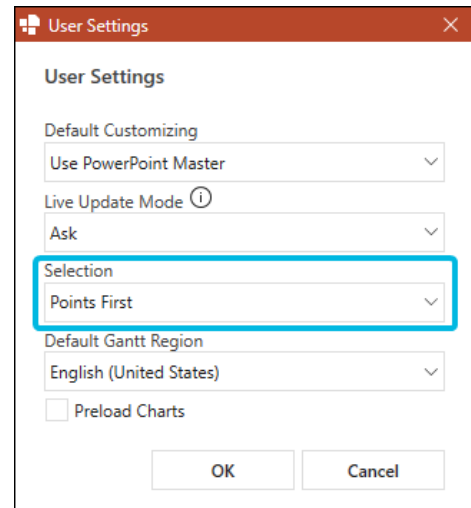 User Settings
User Settings
Default Customizing
Use PowerPoint Master
Live Update Mode
Ask
Selection
Points First
Default Gantt Region
English (United States)
Preload Charts
OK Cancel